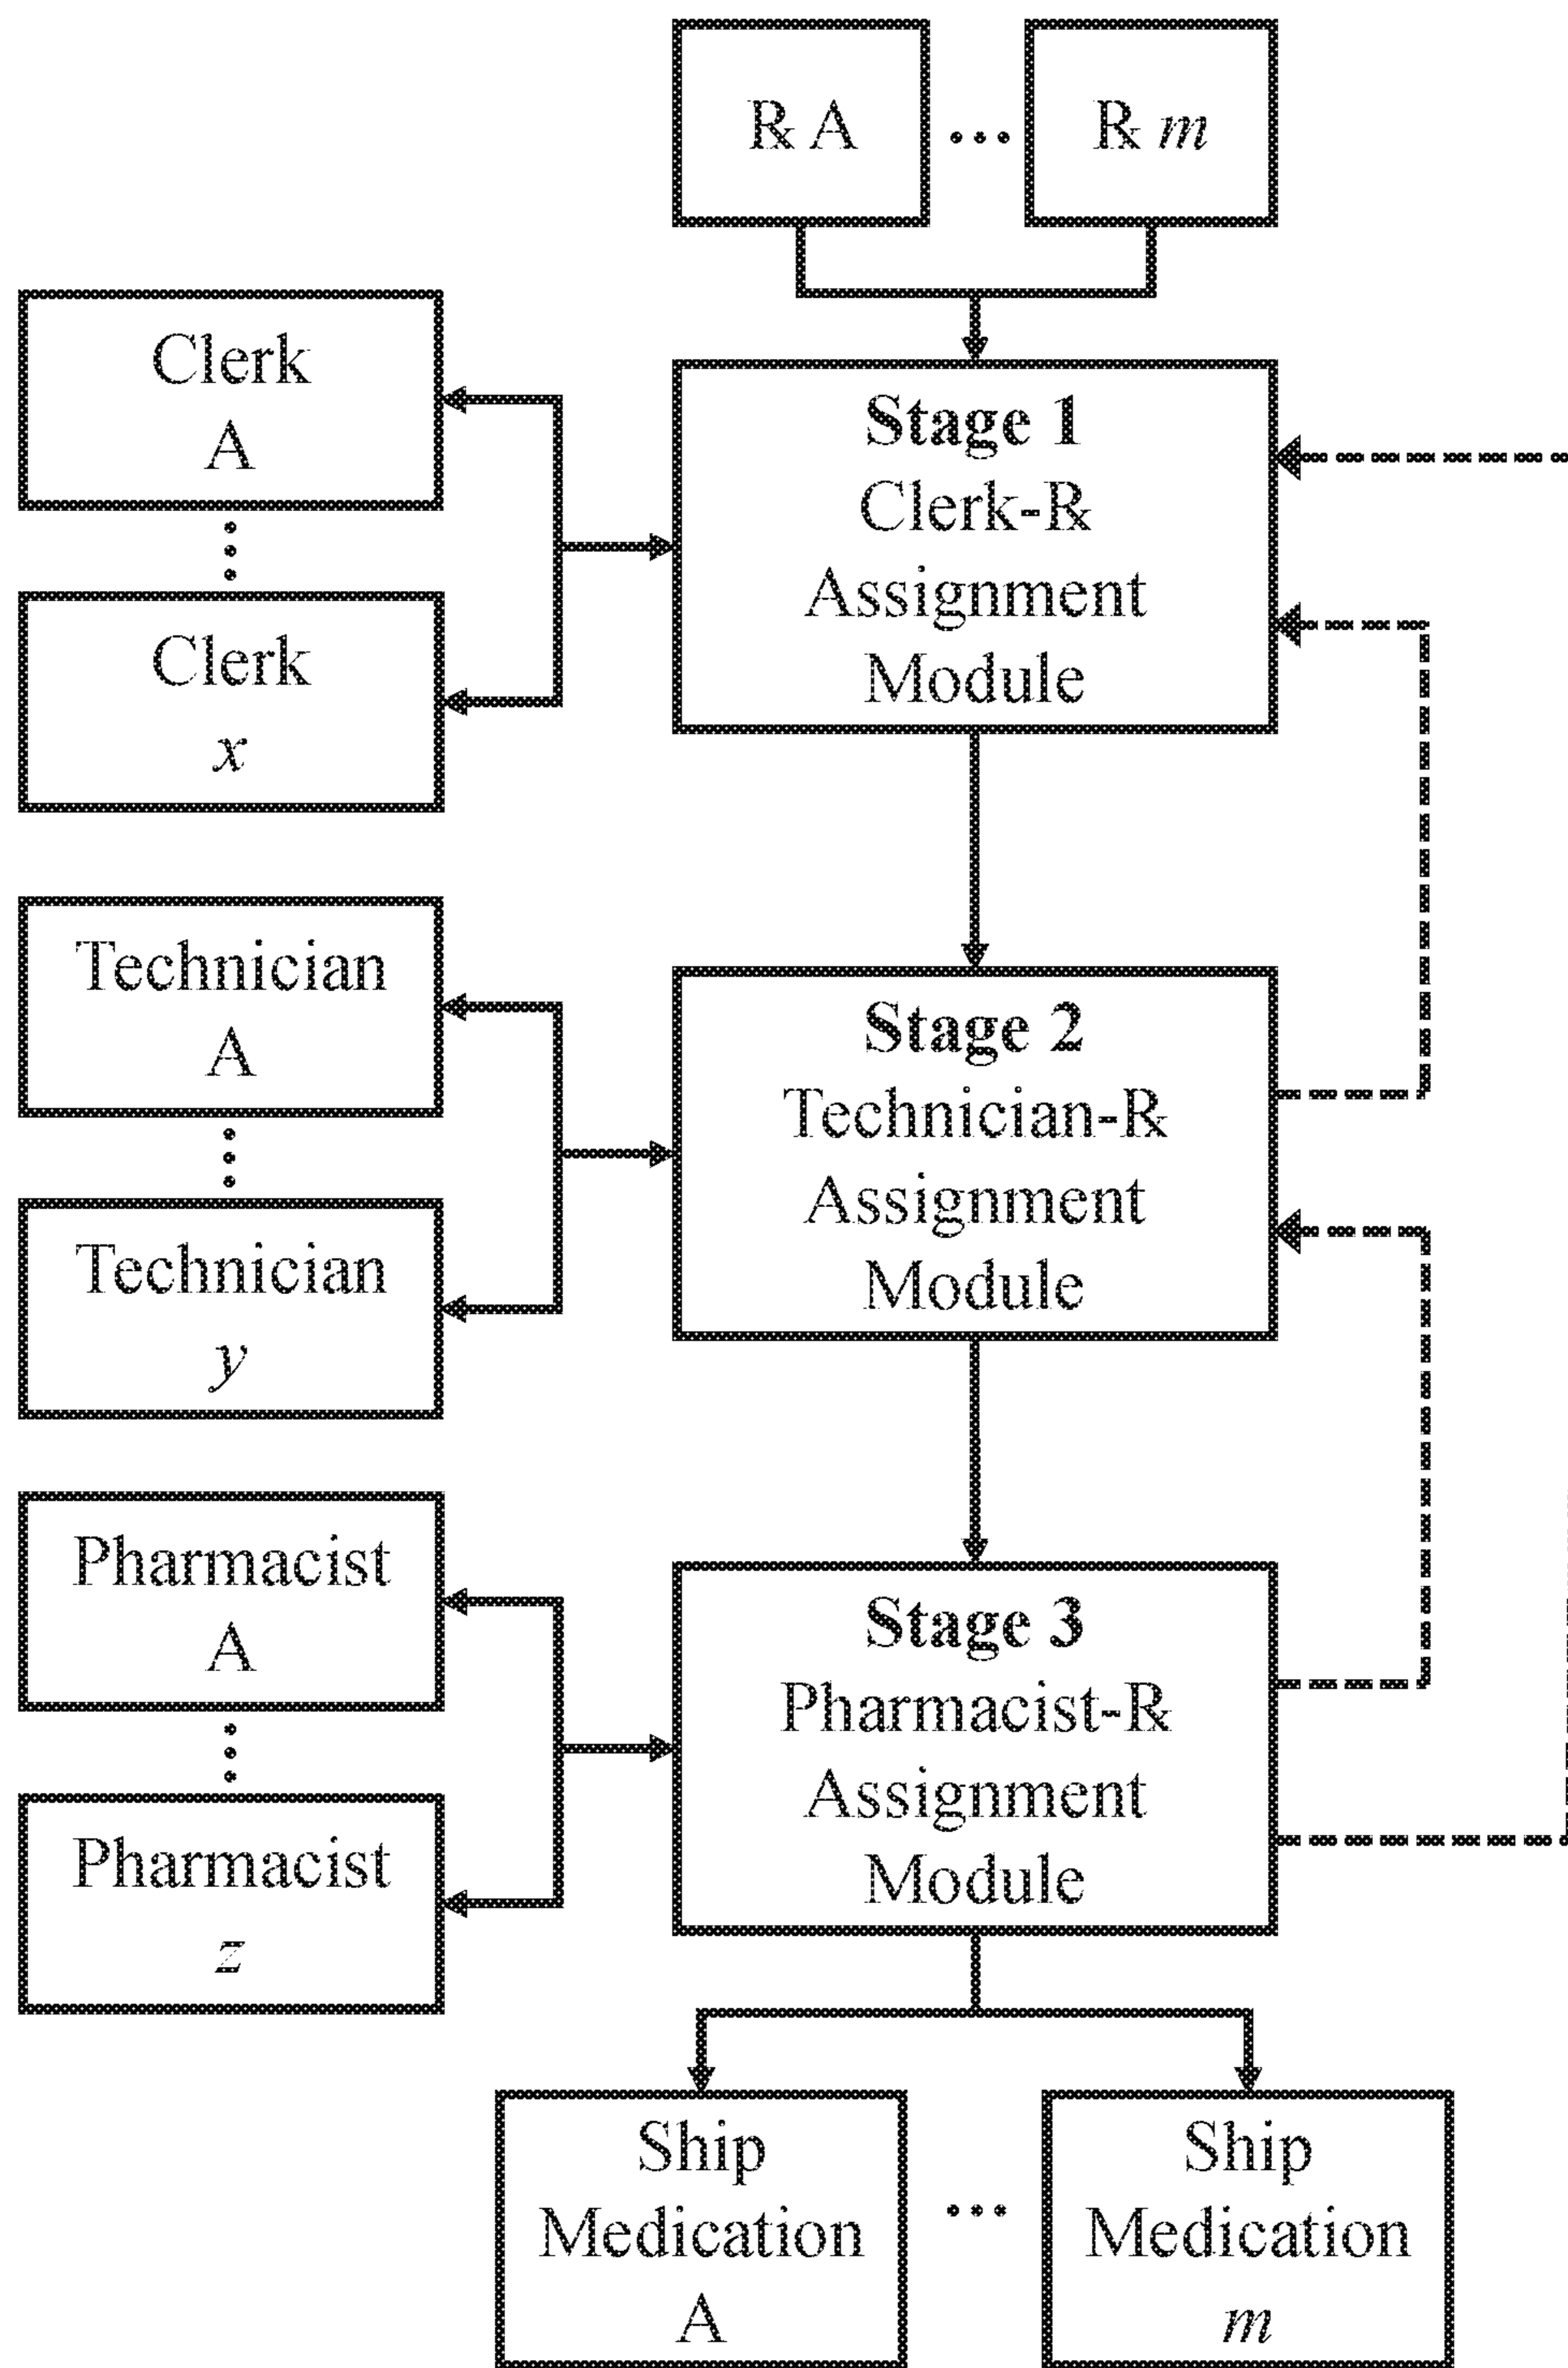 ℞ A
...
℞ m
Clerk
A
Clerk
x
Stage 1
Clerk-℞
Assignment
Module
Technician
A
Technician
y
Stage 2
Technician-℞
Assignment
Module
Pharmacist
A
Pharmacist
z
Stage 3
Pharmacist-℞
Assignment
Module
Ship
Medication
A
...
Ship
Medication
m